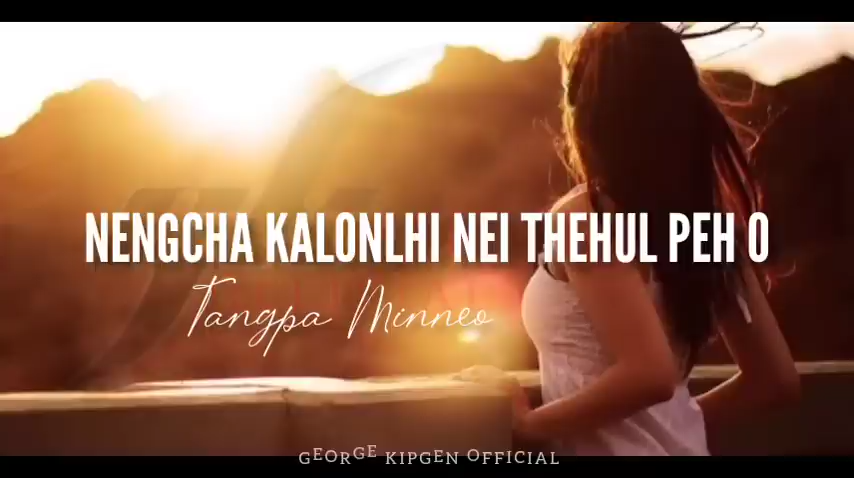 NENGCHA KALONLHI NEI THEHUL PEH O
Tangpa Minneo
GEORGE KIPGEN OFFICIAL